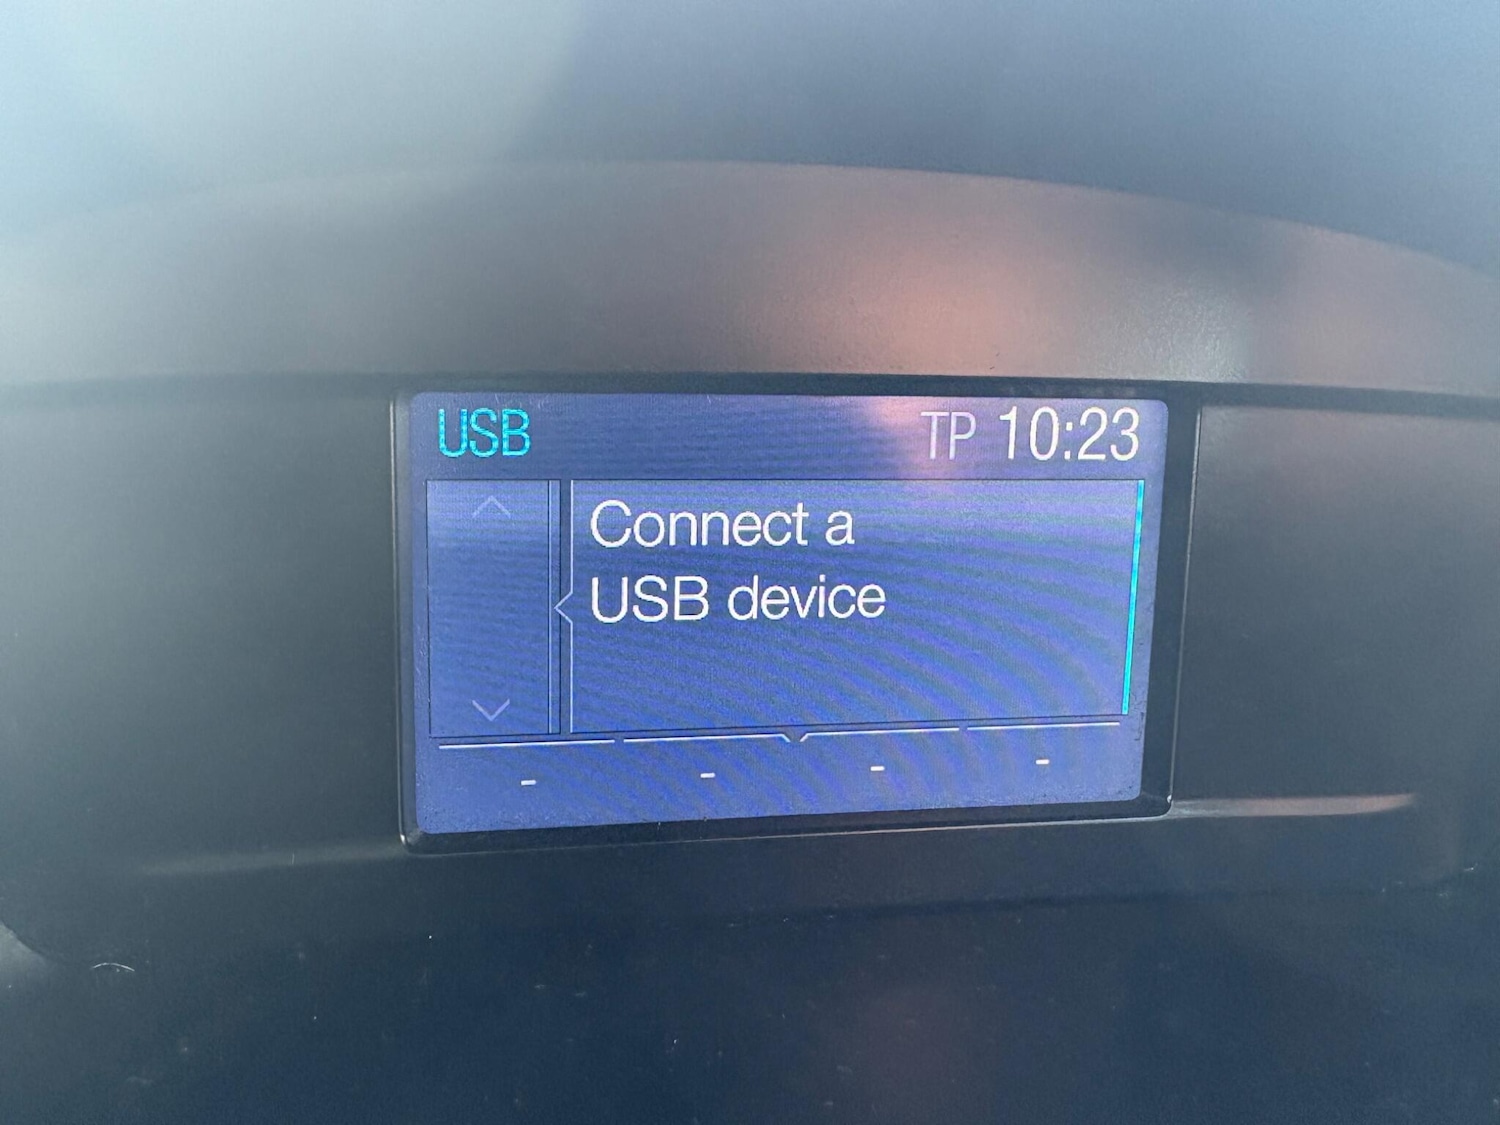 USB TP 10:23
Connect a
USB device
- - - -